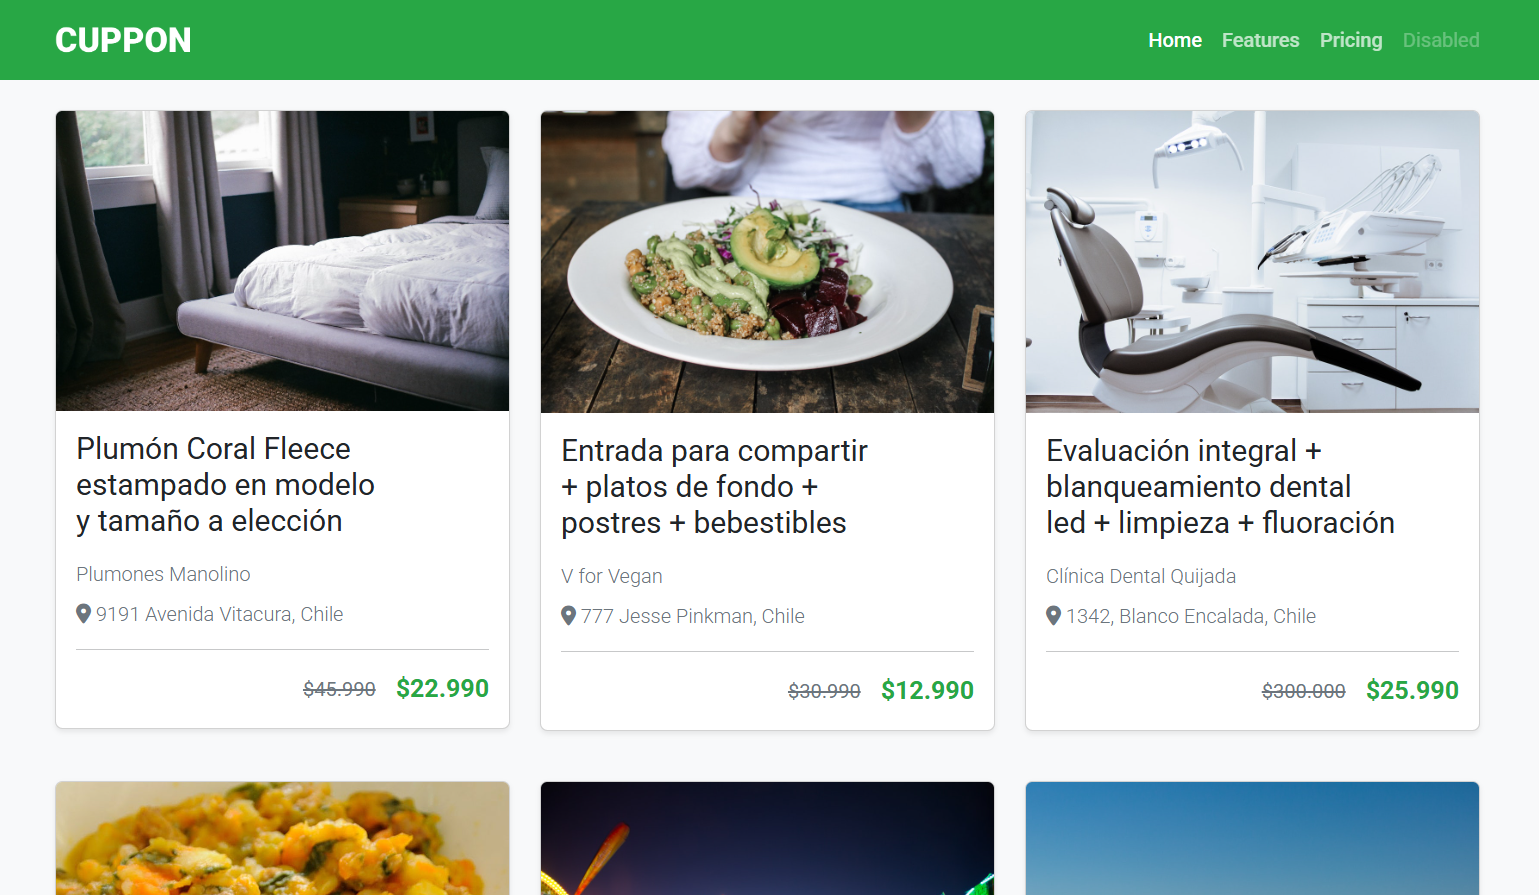 CUPPON
Home Features Pricing Disabled
Plumón Coral Fleece
estampado en modelo
y tamaño a elección
Plumones Manolino
9191 Avenida Vitacura, Chile
$45.990 $22.990
Entrada para compartir
+ platos de fondo +
postres + bebestibles
V for Vegan
777 Jesse Pinkman, Chile
$30.990 $12.990
Evaluación integral +
blanqueamiento dental
led + limpieza + fluoración
Clínica Dental Quijada
1342, Blanco Encalada, Chile
$300.000 $25.990